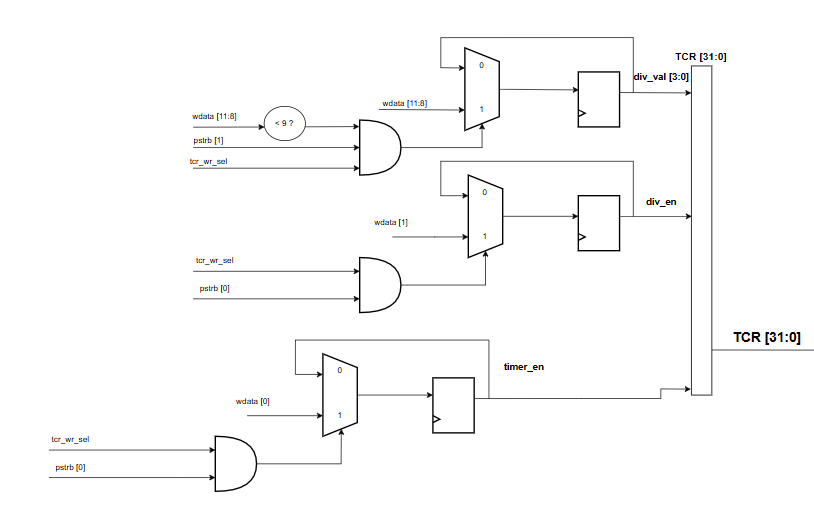 TCR [31:0]
0
div_val [3:0]
wdata [11:8]
1
wdata [11:8]
< 9 ?
pstrb [1]
tcr_wr_sel
0
div_en
wdata [1]
1
tcr_wr_sel
pstrb [0]
TCR [31:0]
0
timer_en
wdata [0]
1
tcr_wr_sel
pstrb [0]